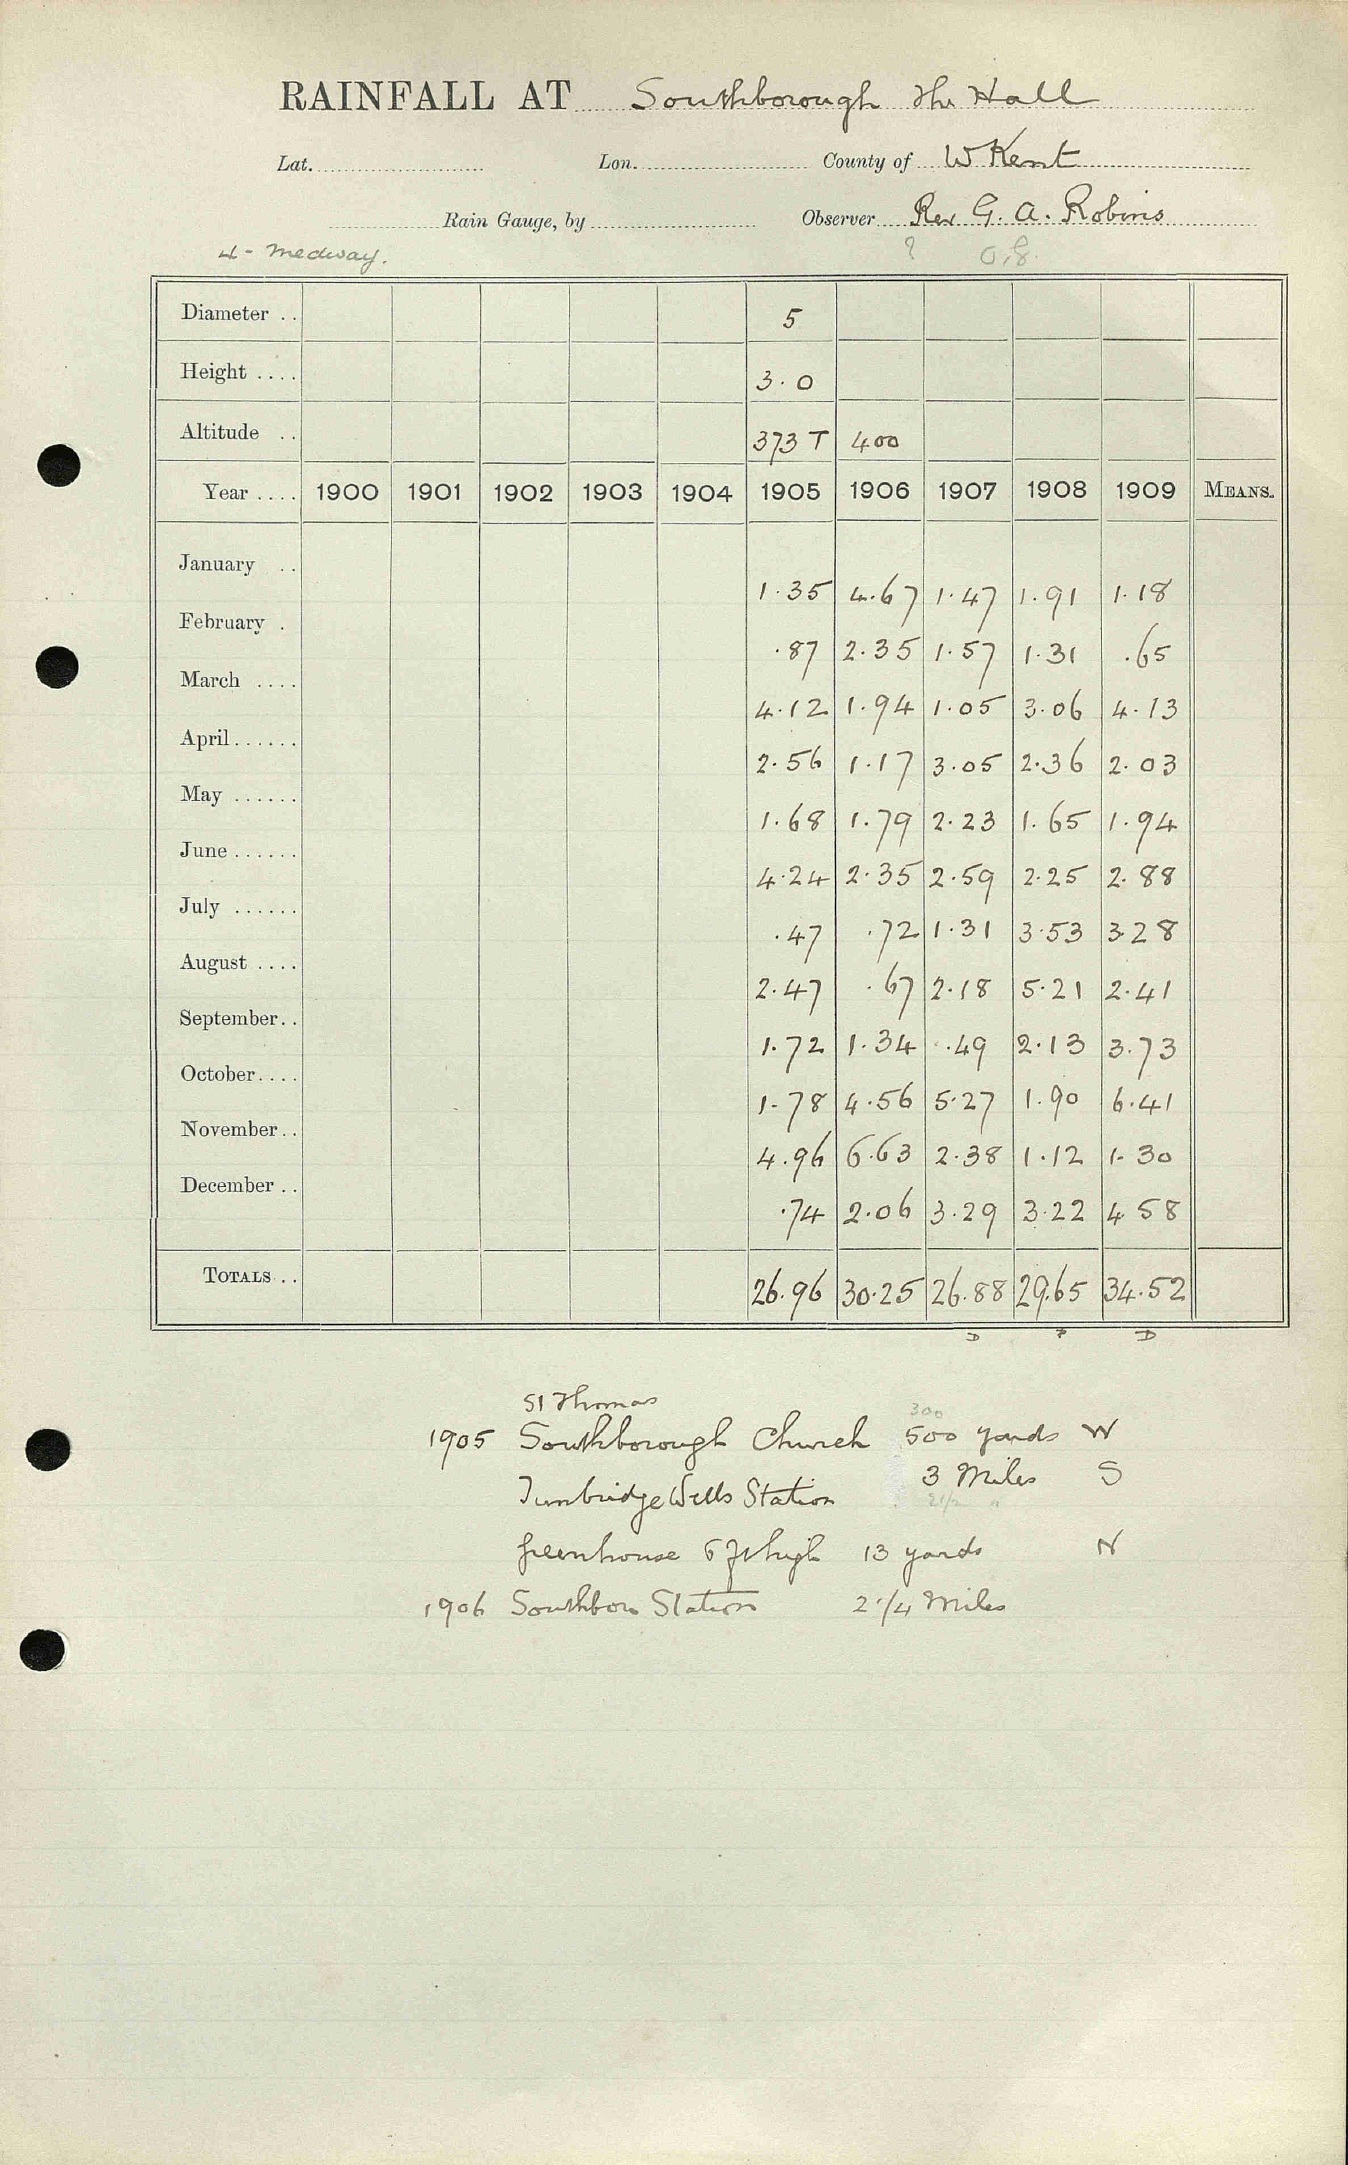 RAINFALL AT Southborough The Hall
Lat. Lon. County of W Kent
Rain Gauge, by Observer Rev G. A. Robins
4 - Medway. ?
Diameter .. 5
Height .... 3.0
Altitude .. 373 T 400
Year .... 1900 1901 1902 1903 1904 1905 1906 1907 1908 1909 MEANS.
January .. 1.35 4.67 1.47 1.91 1.18
February . .87 2.35 1.57 1.31 .65
March .... 4.12 1.94 1.05 3.06 4.13
April...... 2.56 1.17 3.05 2.36 2.03
May ...... 1.68 1.79 2.23 1.65 1.94
June...... 4.24 2.35 2.59 2.25 2.88
July ...... .47 .72 1.31 3.53 3.28
August .... 2.47 .67 2.18 5.21 2.41
September.. 1.72 1.34 .49 2.13 3.73
October.... 1.78 4.56 5.27 1.90 6.41
November.. 4.96 6.63 2.38 1.12 1.30
December .. .74 2.06 3.29 3.22 4 58
TOTALS .. 26.96 30.25 26.88 29.65 34.52
D D
St Thomas 300
1905 Southborough Church 500 yards W
Tunbridge Wells Station 3 Miles S
2 1/2 "
Greenhouse 6 ft high 13 yards N
1906 Southboro Station 2 1/4 Miles